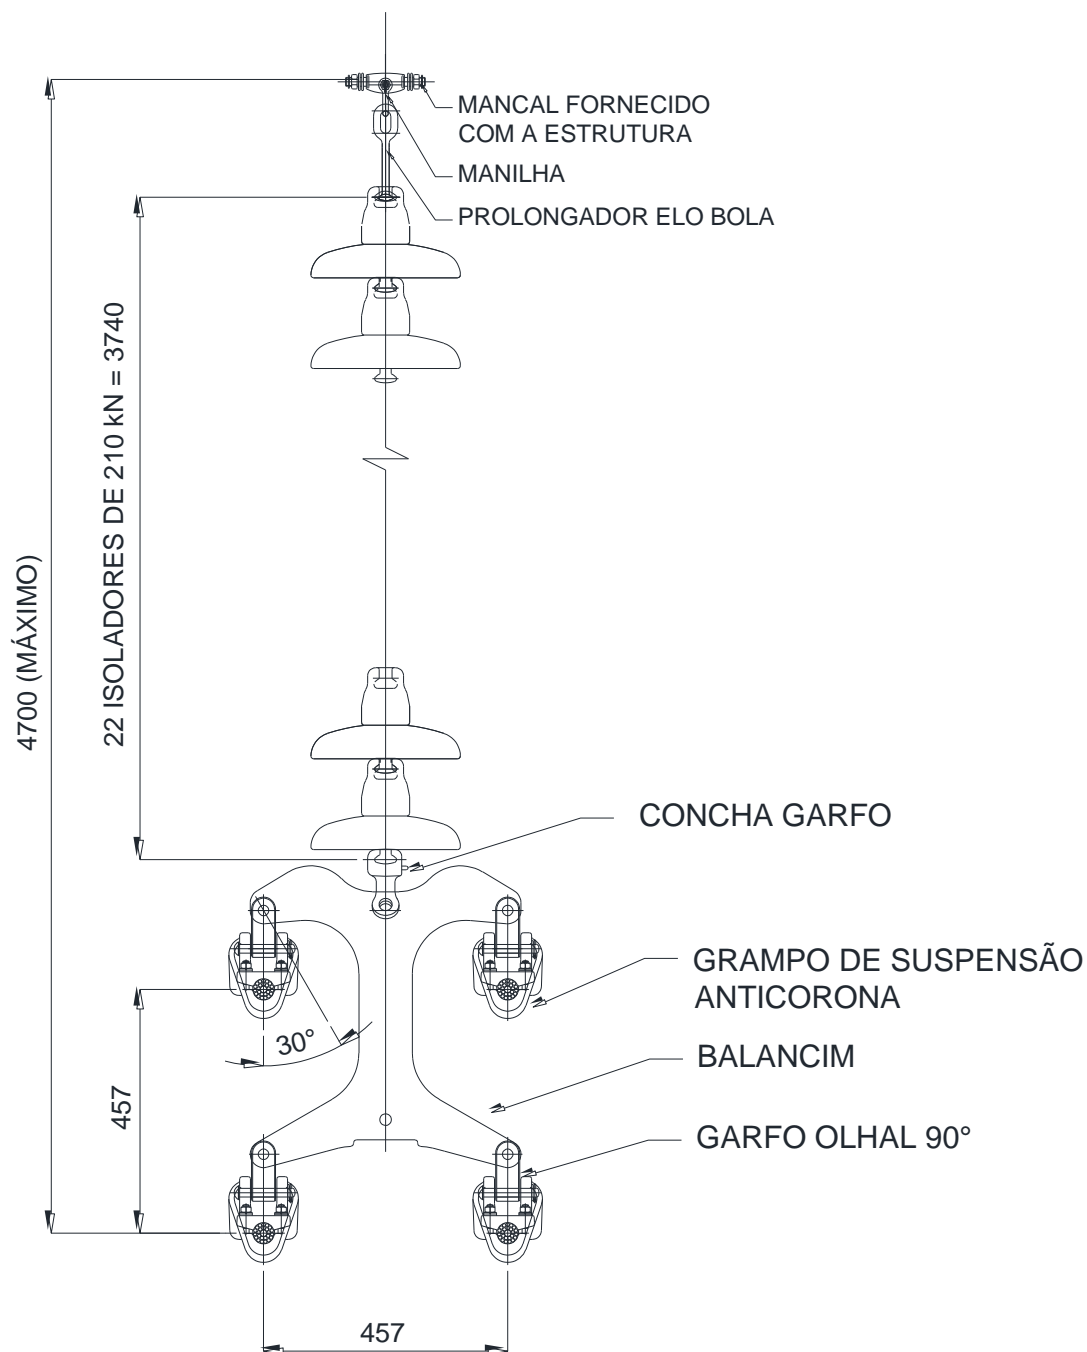 MANCAL FORNECIDO
COM A ESTRUTURA
MANILHA
PROLONGADOR ELO BOLA
22 ISOLADORES DE 210 kN = 3740
4700 (MÁXIMO)
CONCHA GARFO
GRAMPO DE SUSPENSÃO
ANTICORONA
30°
BALANCIM
457
GARFO OLHAL 90°
457